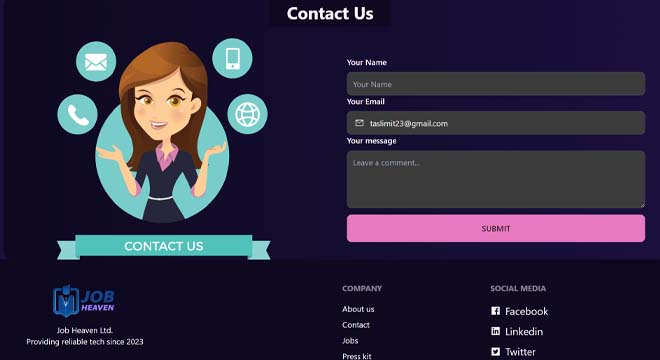 Contact Us
Your Name
Your Name
Your Email
taslimit23@gmail.com
Your message
Leave a comment...
SUBMIT
CONTACT US
JOB
HEAVEN
Job Heaven Ltd.
Providing reliable tech since 2023
COMPANY
About us
Contact
Jobs
Press kit
SOCIAL MEDIA
Facebook
Linkedin
Twitter